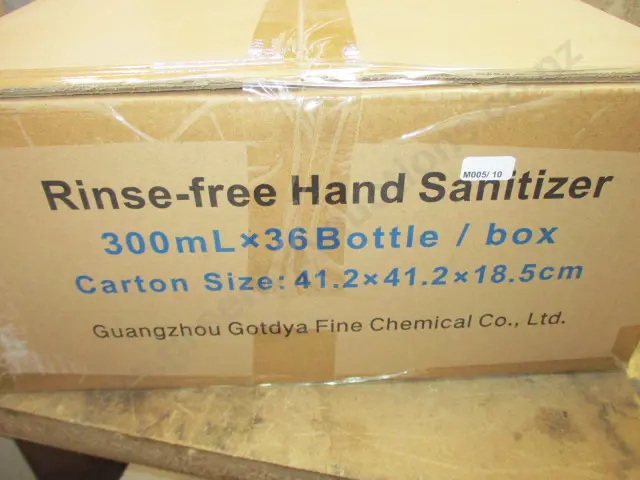 M005/ 10
Rinse-free Hand Sanitizer
300mL×36Bottle / box
Carton Size: 41.2×41.2×18.5cm
Guangzhou Gotdya Fine Chemical Co., Ltd.